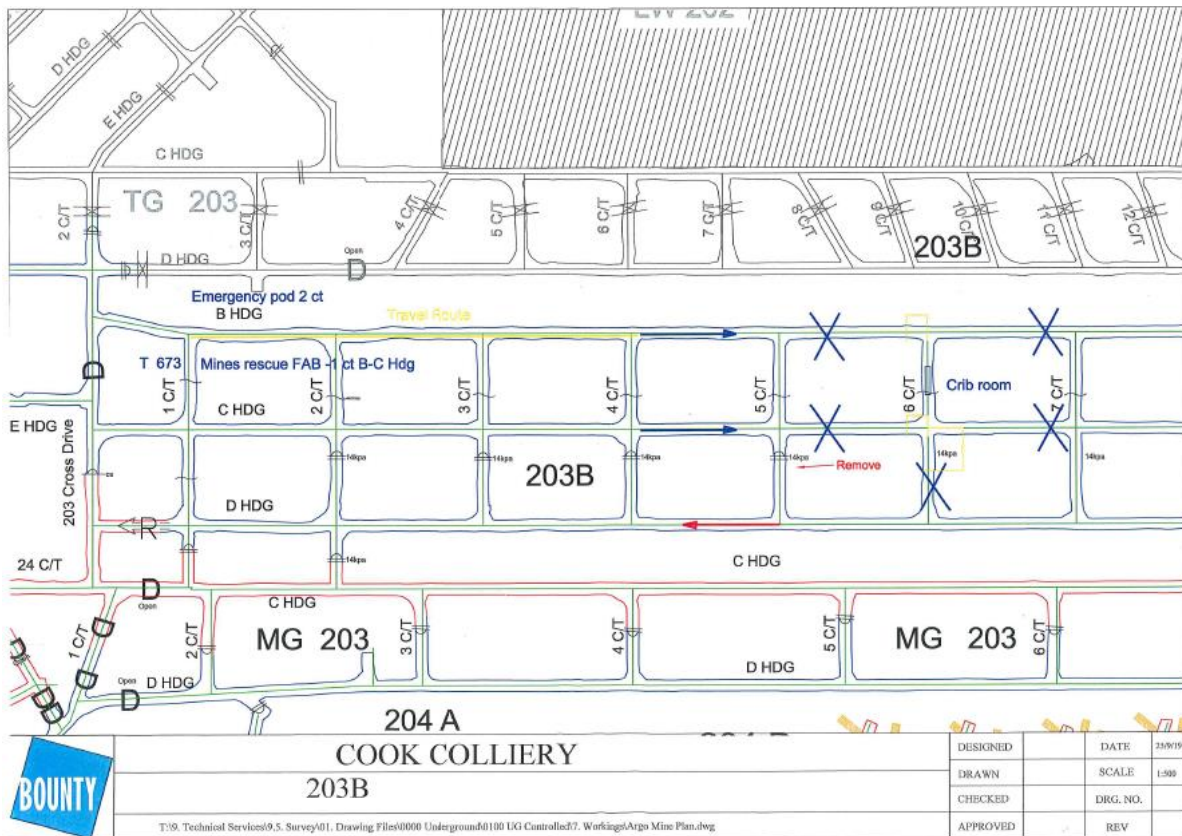 D HDG
E HDG
C HDG
2 C/T
TG 203
3 C/T
4 C/T
5 C/T
6 C/T
7 C/T
8 C/T
9 C/T
10 C/T
11 C/T
12 C/T
203B
D HDG
Open
D
Emergency pod 2 ct
B HDG
Travel Route
T 673 Mines rescue FAB -1 ct B-C Hdg
D
1 C/T
C HDG
2 C/T
3 C/T
4 C/T
5 C/T
6 C/T
Crib room
7 C/T
E HDG
203 Cross Drive
14kpa
14kpa
14kpa
14kpa
14kpa
14kpa
Remove
203B
D HDG
R
24 C/T
14kpa
C HDG
D
Open
C HDG
1 C/T
D
D
2 C/T
MG 203
3 C/T
4 C/T
5 C/T
MG 203
6 C/T
D HDG
Open
D
D HDG
D
D
D
204 A
BOUNTY
COOK COLLIERY
203B
T:\9. Technical Services\9.5. Survey\01. Drawing Files\0000 Underground\0100 UG Controlled\7. Workings\Argo Mine Plan.dwg
DESIGNED
DATE
DRAWN
SCALE 1:500
CHECKED
DRG. NO.
APPROVED
REV